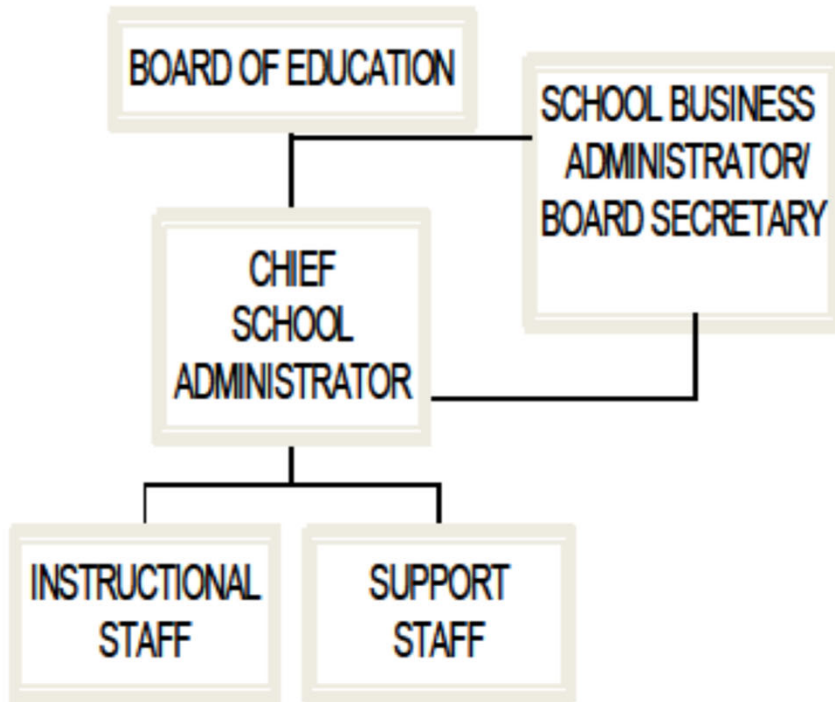 BOARD OF EDUCATION
SCHOOL BUSINESS
ADMINISTRATOR/
BOARD SECRETARY
CHIEF
SCHOOL
ADMINISTRATOR
INSTRUCTIONAL
STAFF
SUPPORT
STAFF